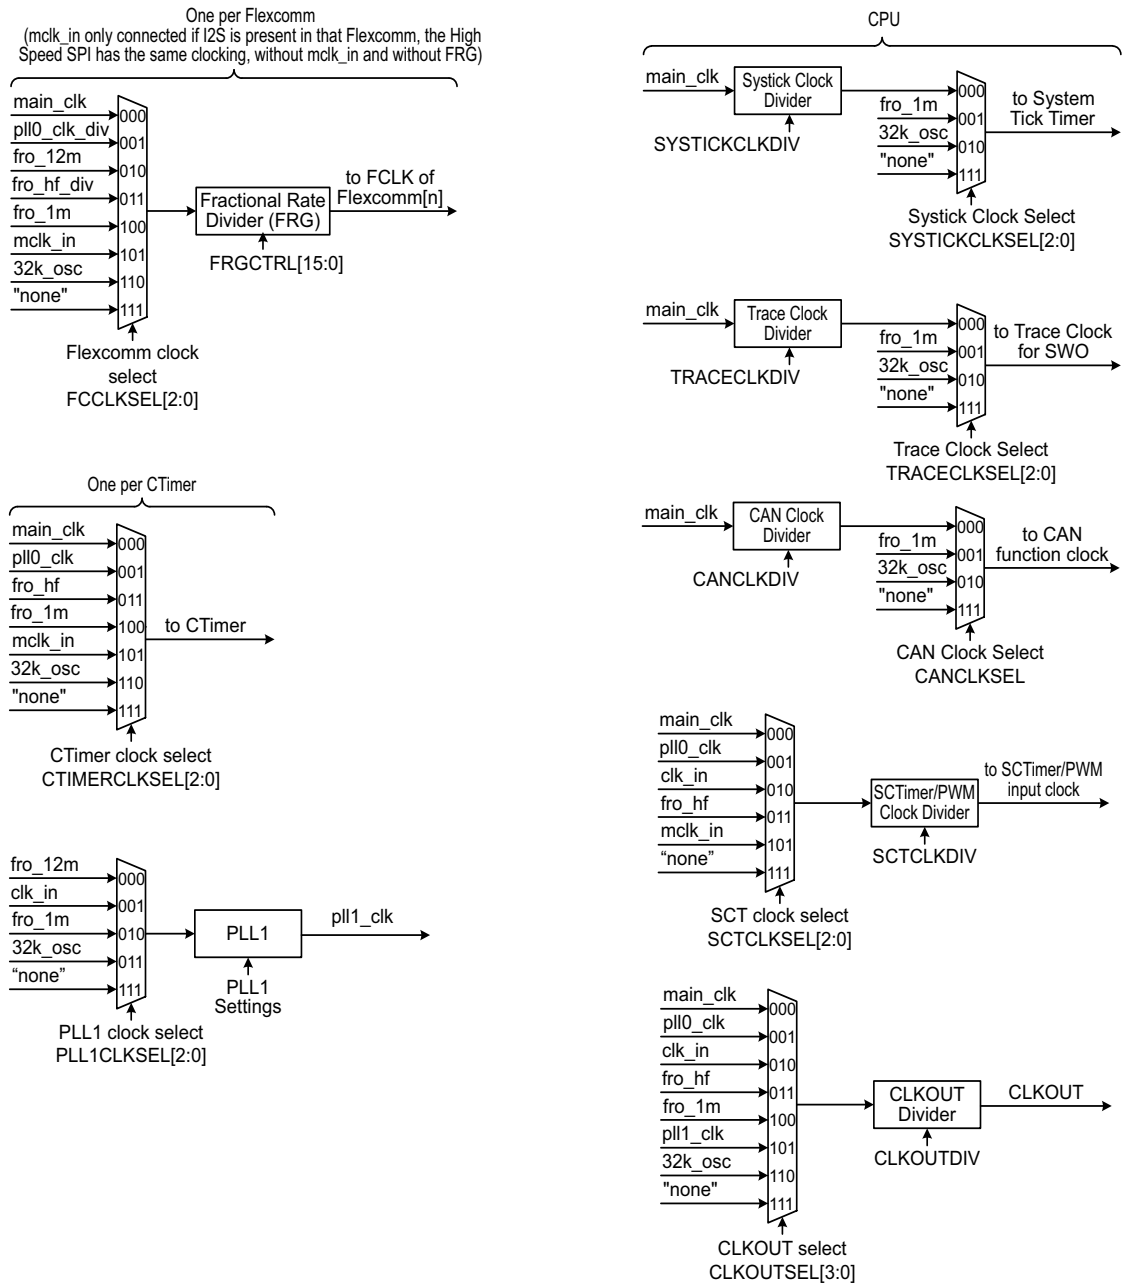 One per Flexcomm
(mclk_in only connected if I2S is present in that Flexcomm, the High
Speed SPI has the same clocking, without mclk_in and without FRG)
main_clk
000
pll0_clk_div
001
fro_12m
010
fro_hf_div
011
fro_1m
100
mclk_in
101
32k_osc
110
"none"
111
Fractional Rate
Divider (FRG)
to FCLK of
Flexcomm[n]
FRGCTRL[15:0]
Flexcomm clock
select
FCCLKSEL[2:0]
One per CTimer
main_clk
000
pll0_clk
001
fro_hf
011
fro_1m
100
mclk_in
101
32k_osc
110
"none"
111
to CTimer
CTimer clock select
CTIMERCLKSEL[2:0]
fro_12m
000
clk_in
001
fro_1m
010
32k_osc
011
“none”
111
PLL1
pll1_clk
PLL1
Settings
PLL1 clock select
PLL1CLKSEL[2:0]
CPU
main_clk
Systick Clock
Divider
SYSTICKCLKDIV
000
fro_1m
001
32k_osc
010
"none"
111
to System
Tick Timer
Systick Clock Select
SYSTICKCLKSEL[2:0]
main_clk
Trace Clock
Divider
TRACECLKDIV
000
fro_1m
001
32k_osc
010
"none"
111
to Trace Clock
for SWO
Trace Clock Select
TRACECLKSEL[2:0]
main_clk
CAN Clock
Divider
CANCLKDIV
000
fro_1m
001
32k_osc
010
"none"
111
to CAN
function clock
CAN Clock Select
CANCLKSEL
main_clk
000
pll0_clk
001
clk_in
010
fro_hf
011
mclk_in
101
“none”
111
SCTimer/PWM
Clock Divider
to SCTimer/PWM
input clock
SCTCLKDIV
SCT clock select
SCTCLKSEL[2:0]
main_clk
000
pll0_clk
001
clk_in
010
fro_hf
011
fro_1m
100
pll1_clk
101
32k_osc
110
"none"
111
CLKOUT
Divider
CLKOUT
CLKOUTDIV
CLKOUT select
CLKOUTSEL[3:0]